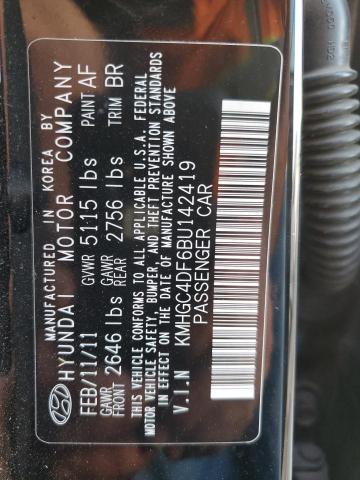 MANUFACTURED IN KOREA BY
HYUNDAI MOTOR COMPANY
FEB/11/11 GVWR 5115 lbs PAINT AF
GAWR FRONT 2646 lbs GAWR REAR 2756 lbs TRIM BR
THIS VEHICLE CONFORMS TO ALL APPLICABLE U.S.A. FEDERAL
MOTOR VEHICLE SAFETY, BUMPER, AND THEFT PREVENTION STANDARDS
IN EFFECT ON THE DATE OF MANUFACTURE SHOWN ABOVE
V.I.N KMHGC4DF6BU142419
PASSENGER CAR